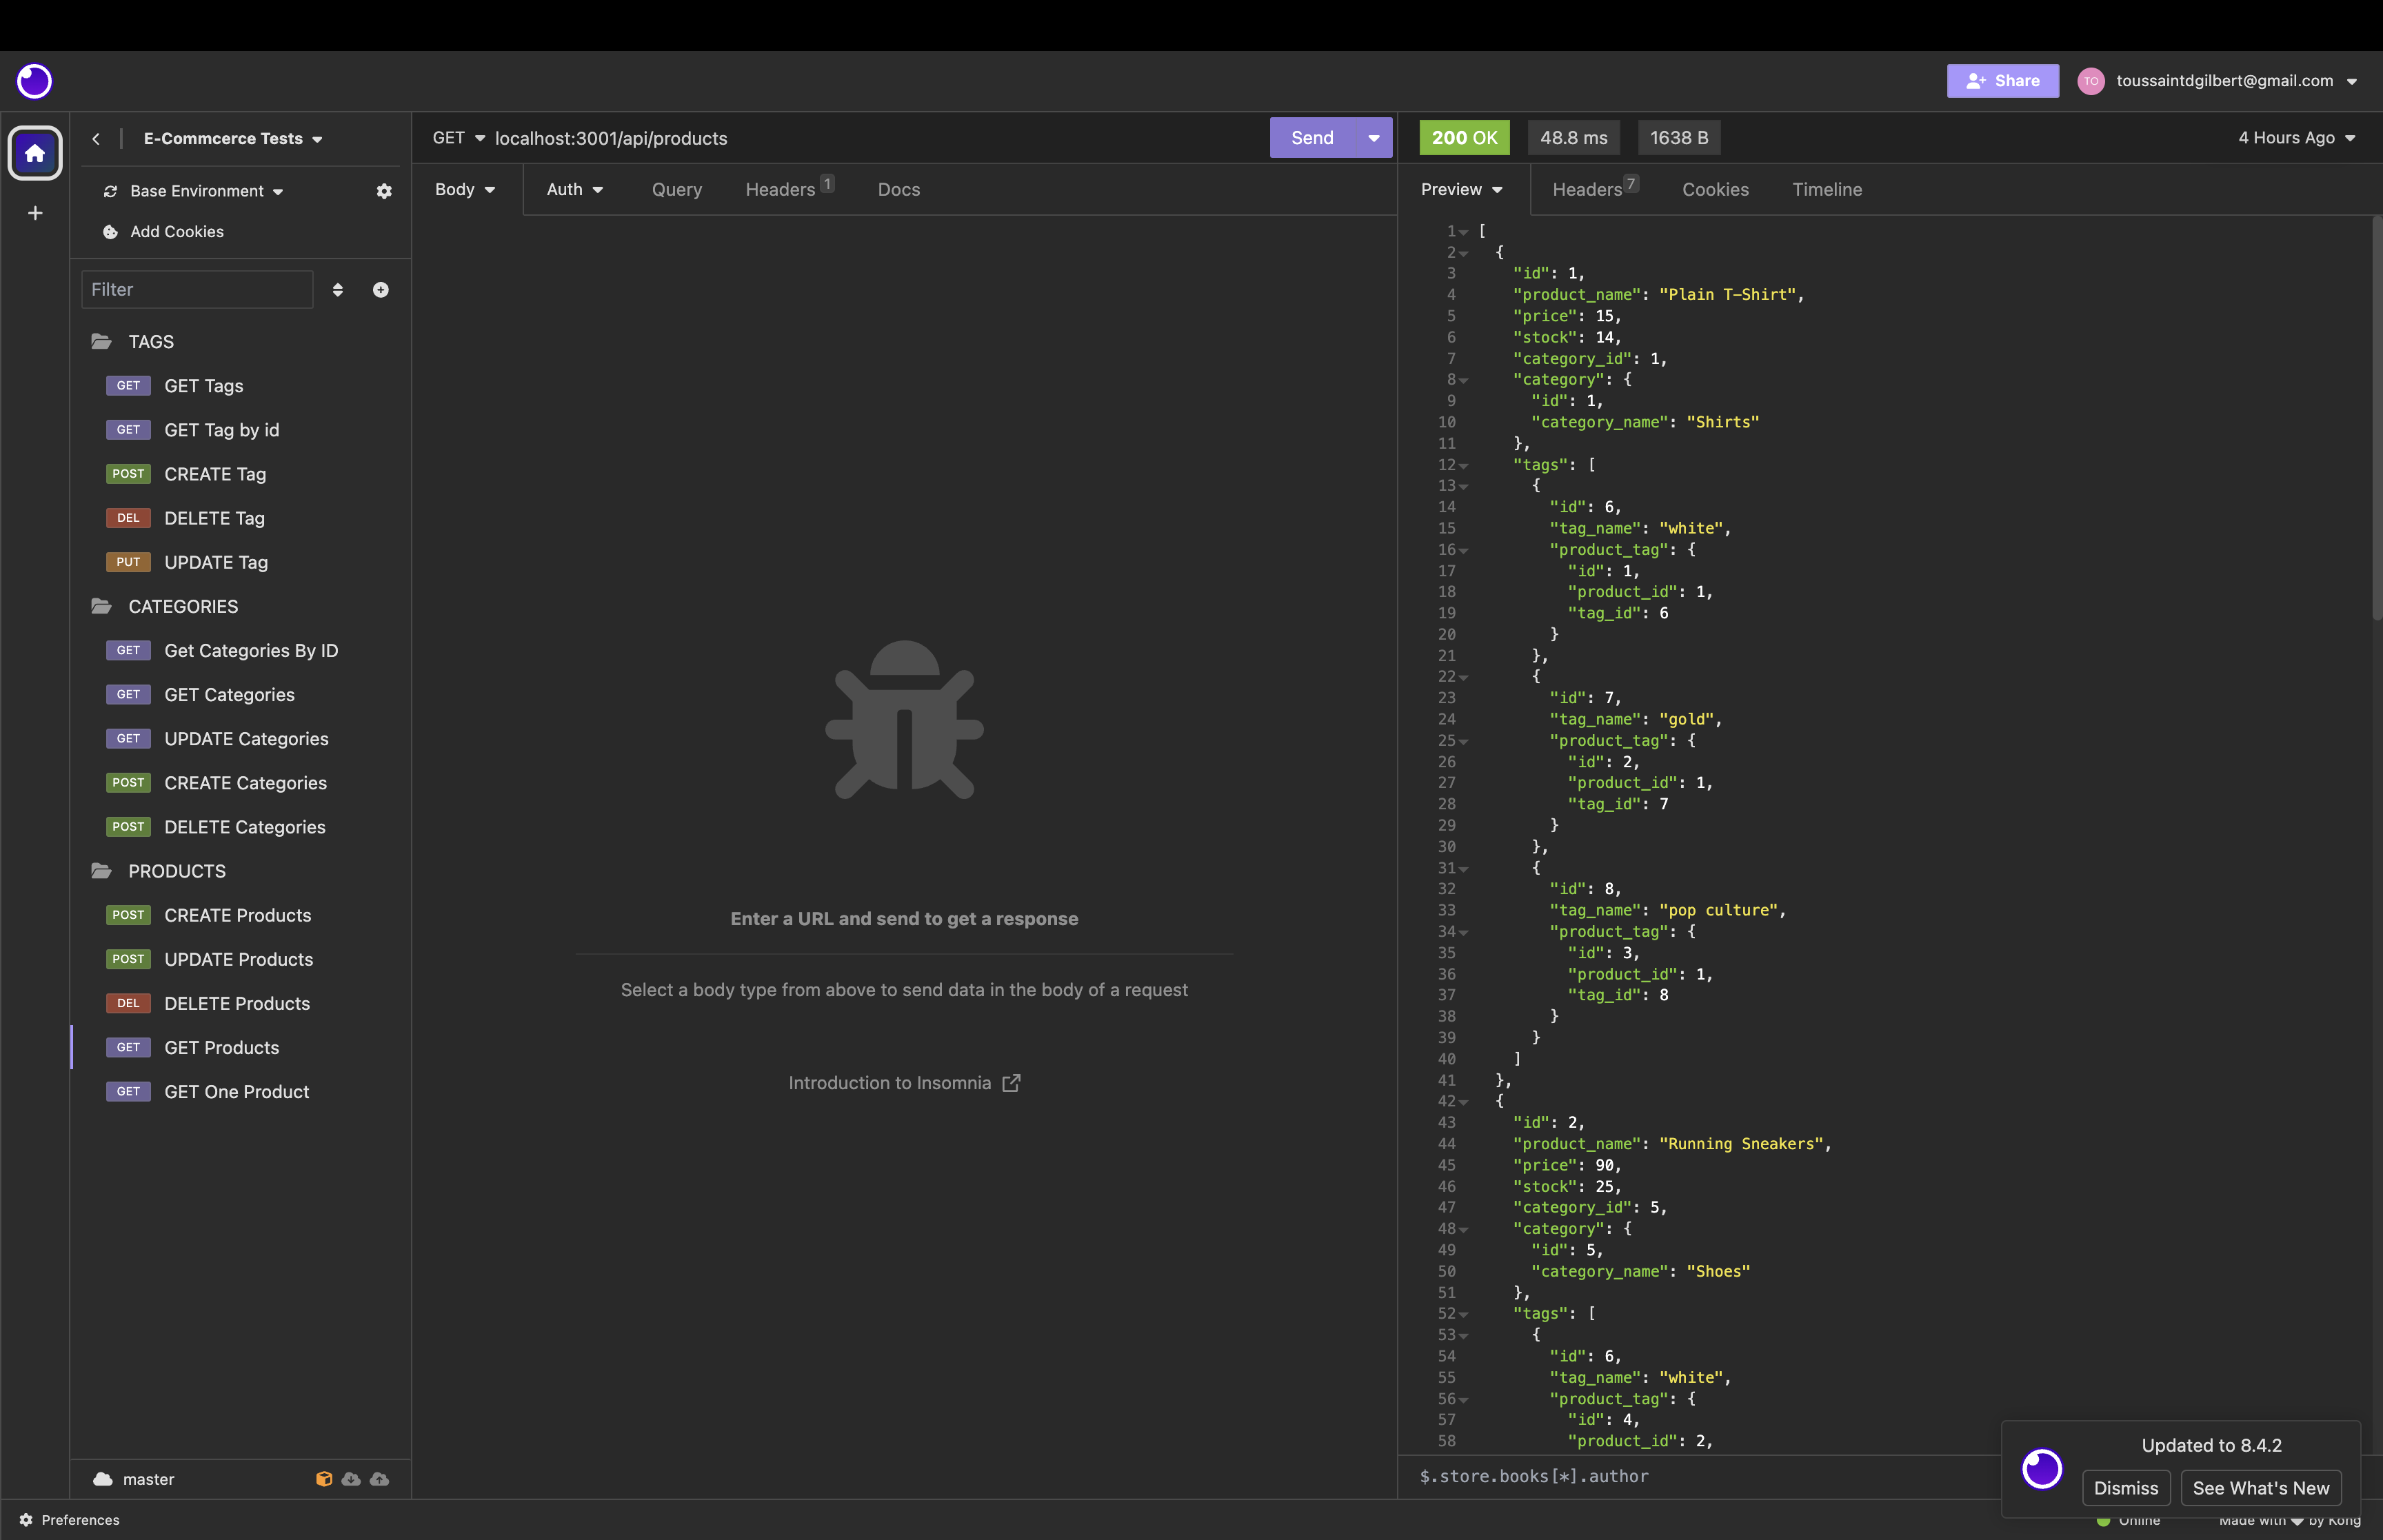 Share
TO
toussaintdgilbert@gmail.com
E-Commcerce Tests
Base Environment
Add Cookies
Filter
TAGS
GET GET Tags
GET GET Tag by id
POST CREATE Tag
DEL DELETE Tag
PUT UPDATE Tag
CATEGORIES
GET Get Categories By ID
GET GET Categories
GET UPDATE Categories
POST CREATE Categories
POST DELETE Categories
PRODUCTS
POST CREATE Products
POST UPDATE Products
DEL DELETE Products
GET GET Products
GET GET One Product
master
Preferences
GET localhost:3001/api/products
Send
Body Auth Query Headers 1 Docs
Enter a URL and send to get a response
Select a body type from above to send data in the body of a request
Introduction to Insomnia
200 OK 48.8 ms 1638 B 4 Hours Ago
Preview Headers 7 Cookies Timeline
1 [
2 {
3 "id": 1,
4 "product_name": "Plain T-Shirt",
5 "price": 15,
6 "stock": 14,
7 "category_id": 1,
8 "category": {
9 "id": 1,
10 "category_name": "Shirts"
11 },
12 "tags": [
13 {
14 "id": 6,
15 "tag_name": "white",
16 "product_tag": {
17 "id": 1,
18 "product_id": 1,
19 "tag_id": 6
20 }
21 },
22 {
23 "id": 7,
24 "tag_name": "gold",
25 "product_tag": {
26 "id": 2,
27 "product_id": 1,
28 "tag_id": 7
29 }
30 },
31 {
32 "id": 8,
33 "tag_name": "pop culture",
34 "product_tag": {
35 "id": 3,
36 "product_id": 1,
37 "tag_id": 8
38 }
39 }
40 ]
41 },
42 {
43 "id": 2,
44 "product_name": "Running Sneakers",
45 "price": 90,
46 "stock": 25,
47 "category_id": 5,
48 "category": {
49 "id": 5,
50 "category_name": "Shoes"
51 },
52 "tags": [
53 {
54 "id": 6,
55 "tag_name": "white",
56 "product_tag": {
57 "id": 4,
58 "product_id": 2,
$.store.books[*].author
Updated to 8.4.2
Dismiss See What's New
Online Made with by Kong